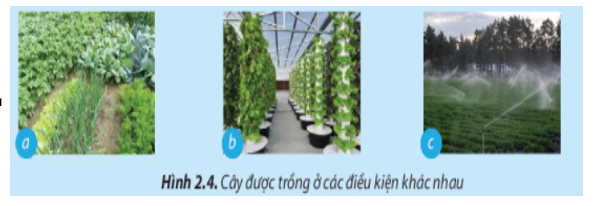 a
b
c
Hình 2.4. Cây được trồng ở các điều kiện khác nhau